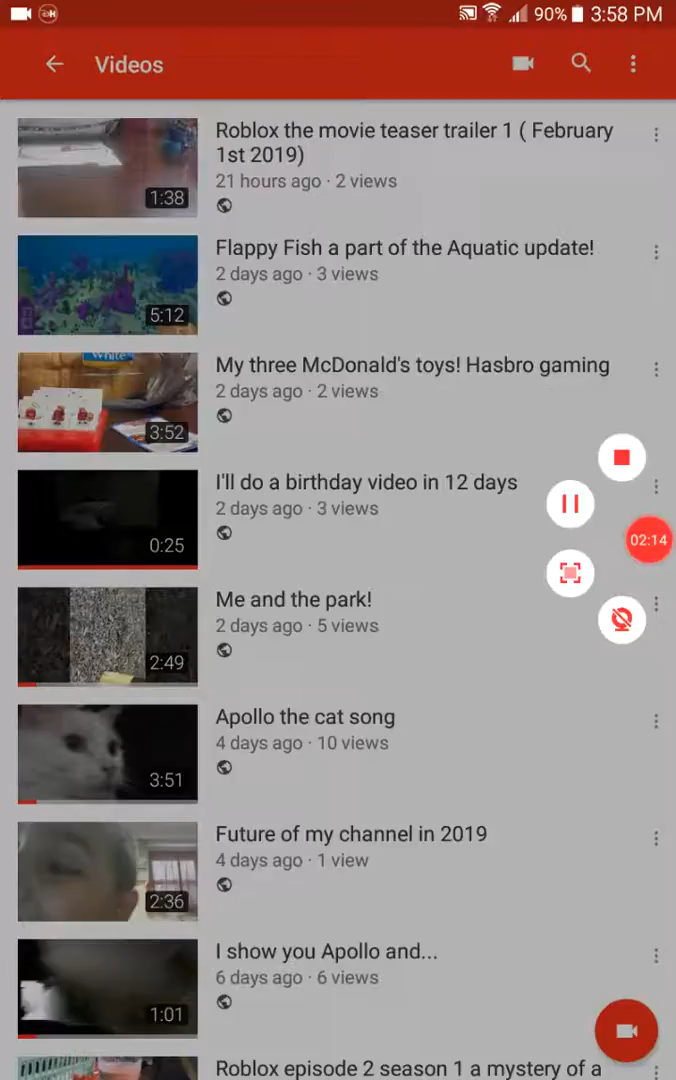 90% 3:58 PM
Videos
Roblox the movie teaser trailer 1 ( February
1st 2019)
21 hours ago · 2 views
1:38
Flappy Fish a part of the Aquatic update!
2 days ago · 3 views
5:12
White
My three McDonald's toys! Hasbro gaming
2 days ago · 2 views
3:52
I'll do a birthday video in 12 days
2 days ago · 3 views
0:25
02:14
Me and the park!
2 days ago · 5 views
2:49
Apollo the cat song
4 days ago · 10 views
3:51
Future of my channel in 2019
4 days ago · 1 view
2:36
I show you Apollo and...
6 days ago · 6 views
1:01
Roblox episode 2 season 1 a mystery of a